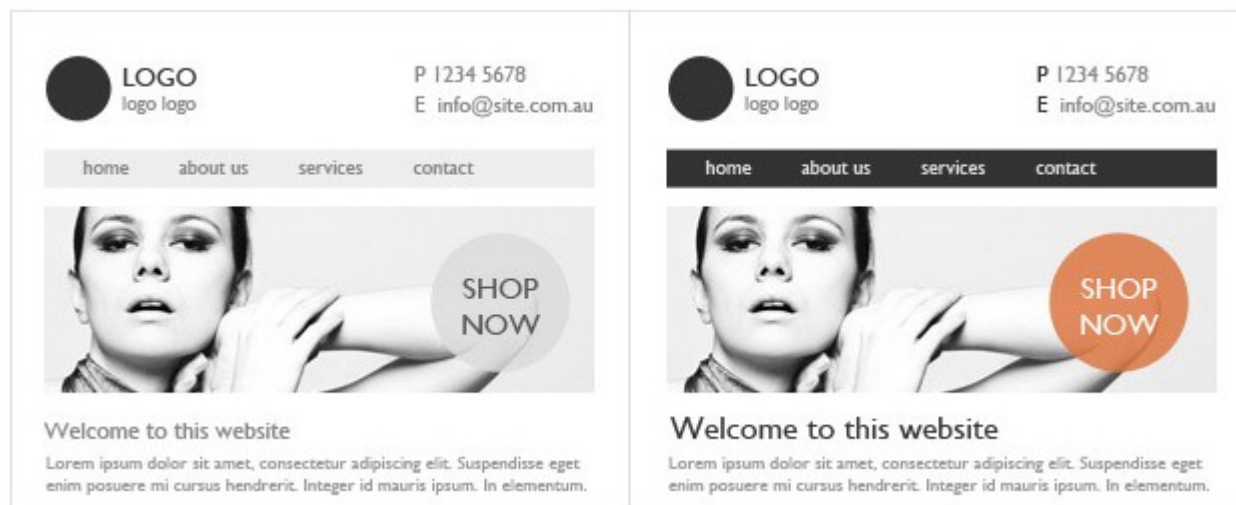 LOGO
logo logo
P 1234 5678
E info@site.com.au
home about us services contact
SHOP
NOW
Welcome to this website
Lorem ipsum dolor sit amet, consectetur adipiscing elit. Suspendisse eget
enim posuere mi cursus hendrerit. Integer id mauris ipsum. In elementum.
LOGO
logo logo
P 1234 5678
E info@site.com.au
home about us services contact
SHOP
NOW
Welcome to this website
Lorem ipsum dolor sit amet, consectetur adipiscing elit. Suspendisse eget
enim posuere mi cursus hendrerit. Integer id mauris ipsum. In elementum.